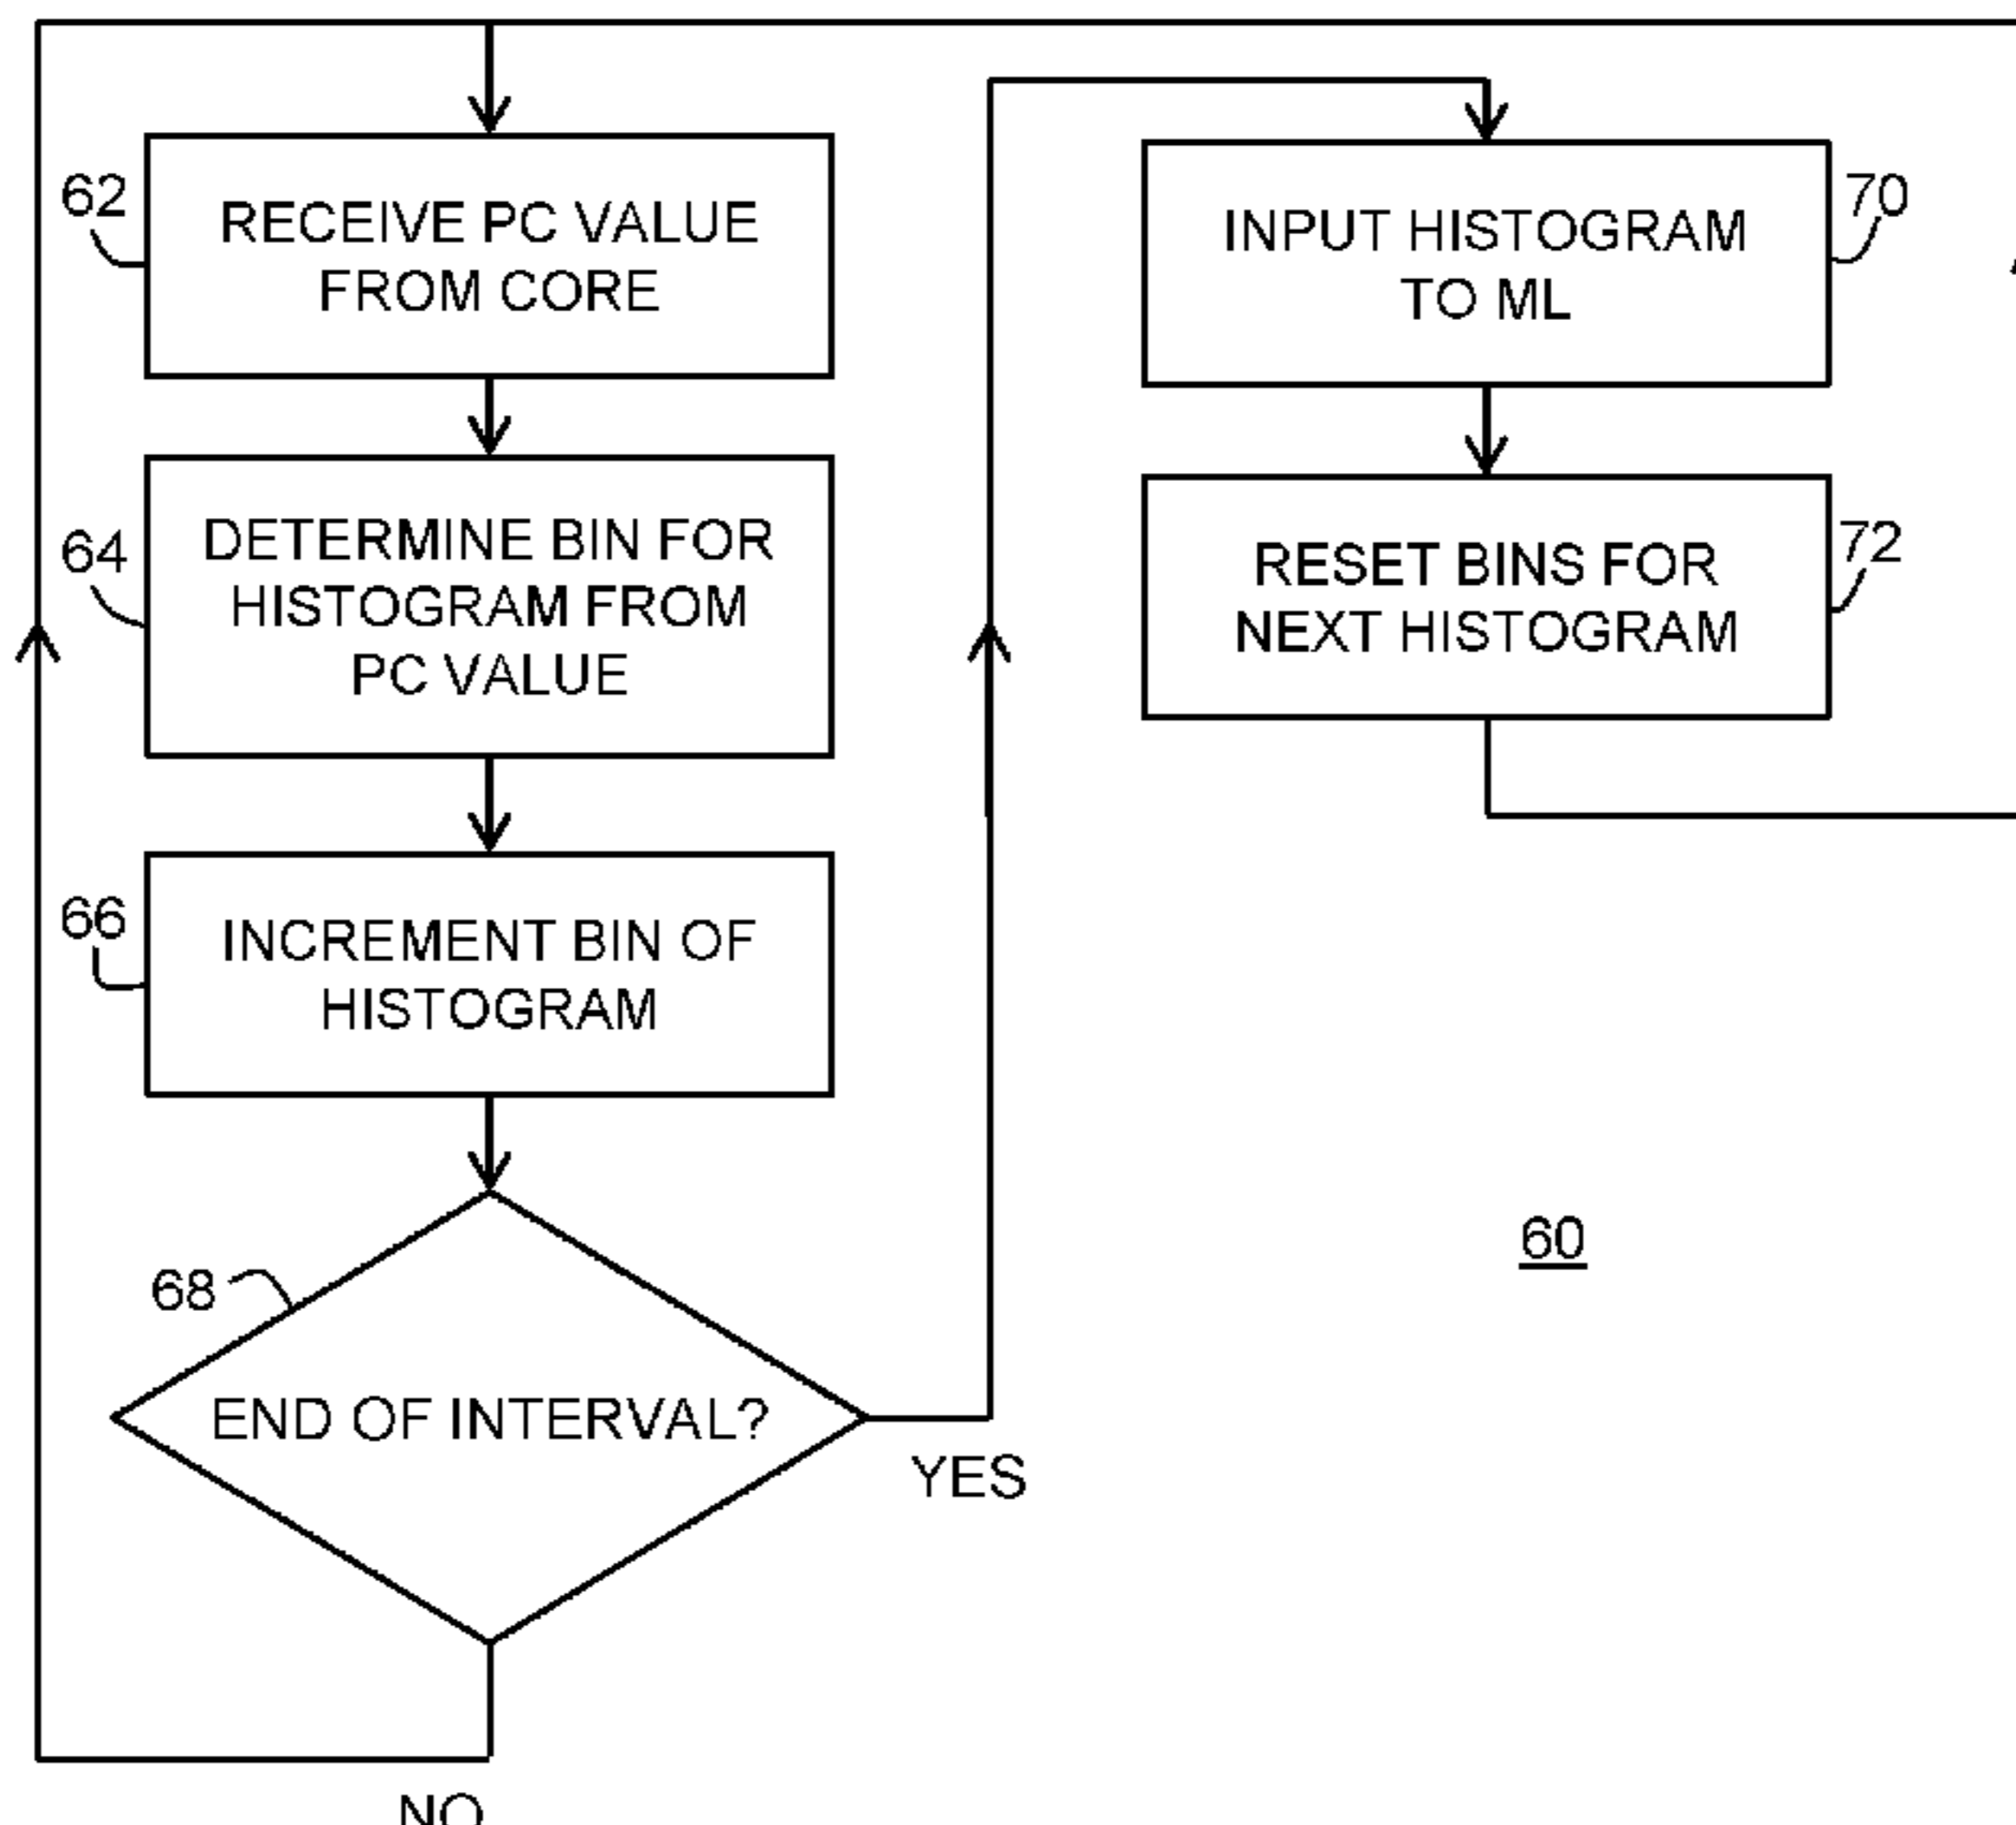 62
RECEIVE PC VALUE
FROM CORE
64
DETERMINE BIN FOR
HISTOGRAM FROM
PC VALUE
66
INCREMENT BIN OF
HISTOGRAM
68
END OF INTERVAL?
YES
NO
70
INPUT HISTOGRAM
TO ML
72
RESET BINS FOR
NEXT HISTOGRAM
60